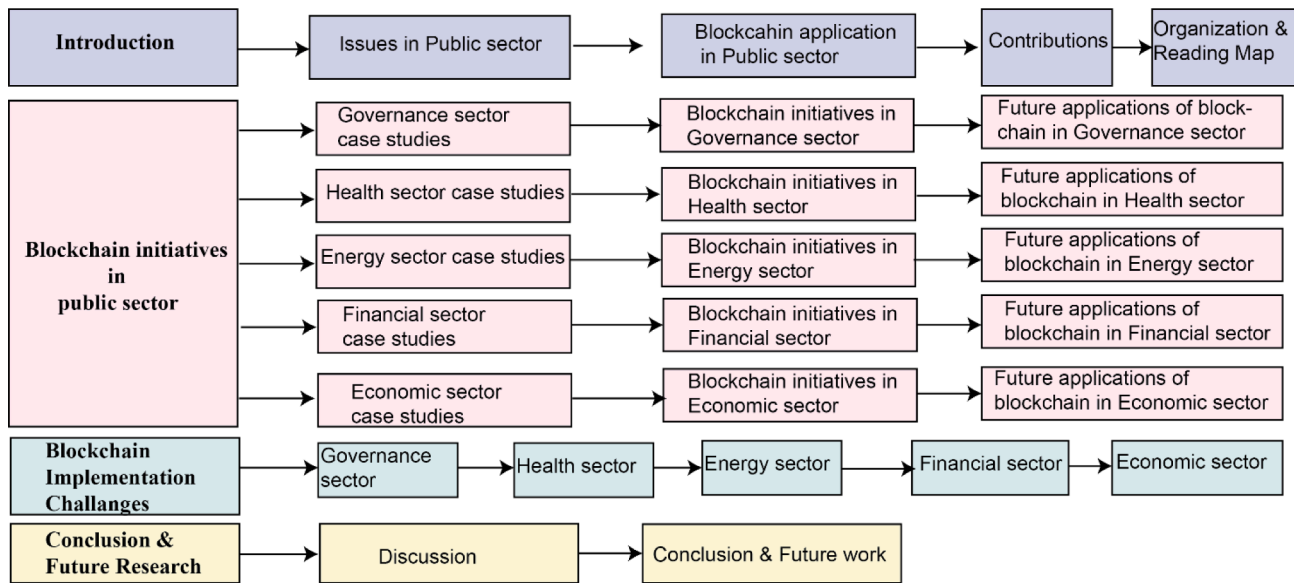 Introduction
Issues in Public sector
Blockcahin application
in Public sector
Contributions
Organization &
Reading Map
Blockchain initiatives
in
public sector
Governance sector
case studies
Blockchain initiatives in
Governance sector
Future applications of block-
chain in Governance sector
Health sector case studies
Blockchain initiatives in
Health sector
Future applications of
blockchain in Health sector
Energy sector case studies
Blockchain initiatives in
Energy sector
Future applications of
blockchain in Energy sector
Financial sector
case studies
Blockchain initiatives in
Financial sector
Future applications of
blockchain in Financial sector
Economic sector
case studies
Blockchain initiatives in
Economic sector
Future applications of
blockchain in Economic sector
Blockchain
Implementation
Challanges
Governance
sector
Health sector
Energy sector
Financial sector
Economic sector
Conclusion &
Future Research
Discussion
Conclusion & Future work